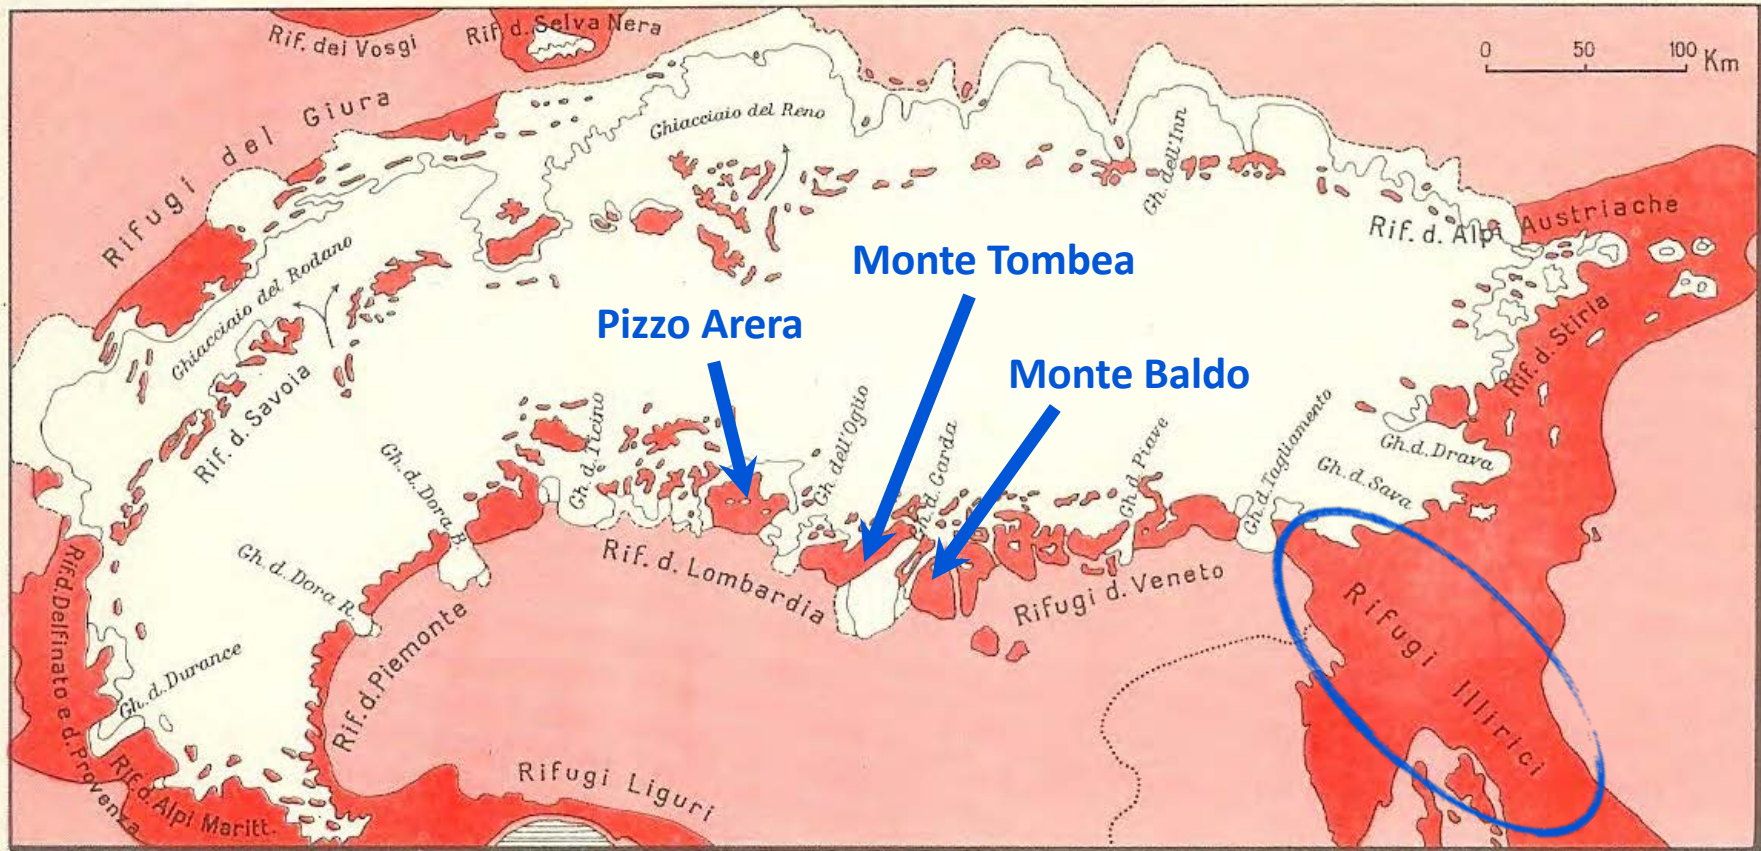 Rif. dei Vosgi
Rif. d. Selva Nera
0 50 100 Km
Rifugi del Giura
Ghiacciaio del Reno
Gh. dell'Inn
Rif. d. Alpi Austriache
Ghiacciaio del Rodano
Monte Tombea
Pizzo Arera
Monte Baldo
Rif. d. Stiria
Rif. d. Savoia
Gh. d. Ticino
Gh. dell'Oglio
Gh. d. Garda
Gh. d. Piave
Gh. d. Tagliamento
Gh. d. Drava
Gh. d. Sava
Gh. d. Dora B.
Gh. d. Dora R.
Rif. d. Lombardia
Rifugi d. Veneto
Rifugi Illirici
Rif. d. Delfinato e d. Provenza
Gh. d. Durance
Rif. d. Piemonte
Rif. d. Alpi Maritt.
Rifugi Liguri